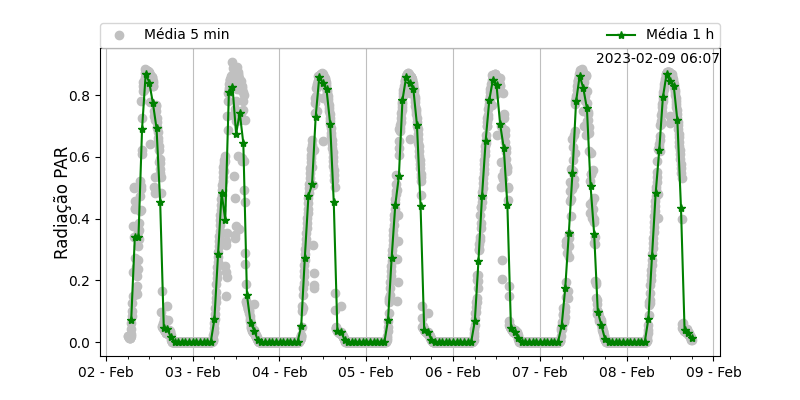 Média 5 min
Média 1 h
2023-02-09 06:07
Radiação PAR
0.8
0.6
0.4
0.2
0.0
02 - Feb
03 - Feb
04 - Feb
05 - Feb
06 - Feb
07 - Feb
08 - Feb
09 - Feb